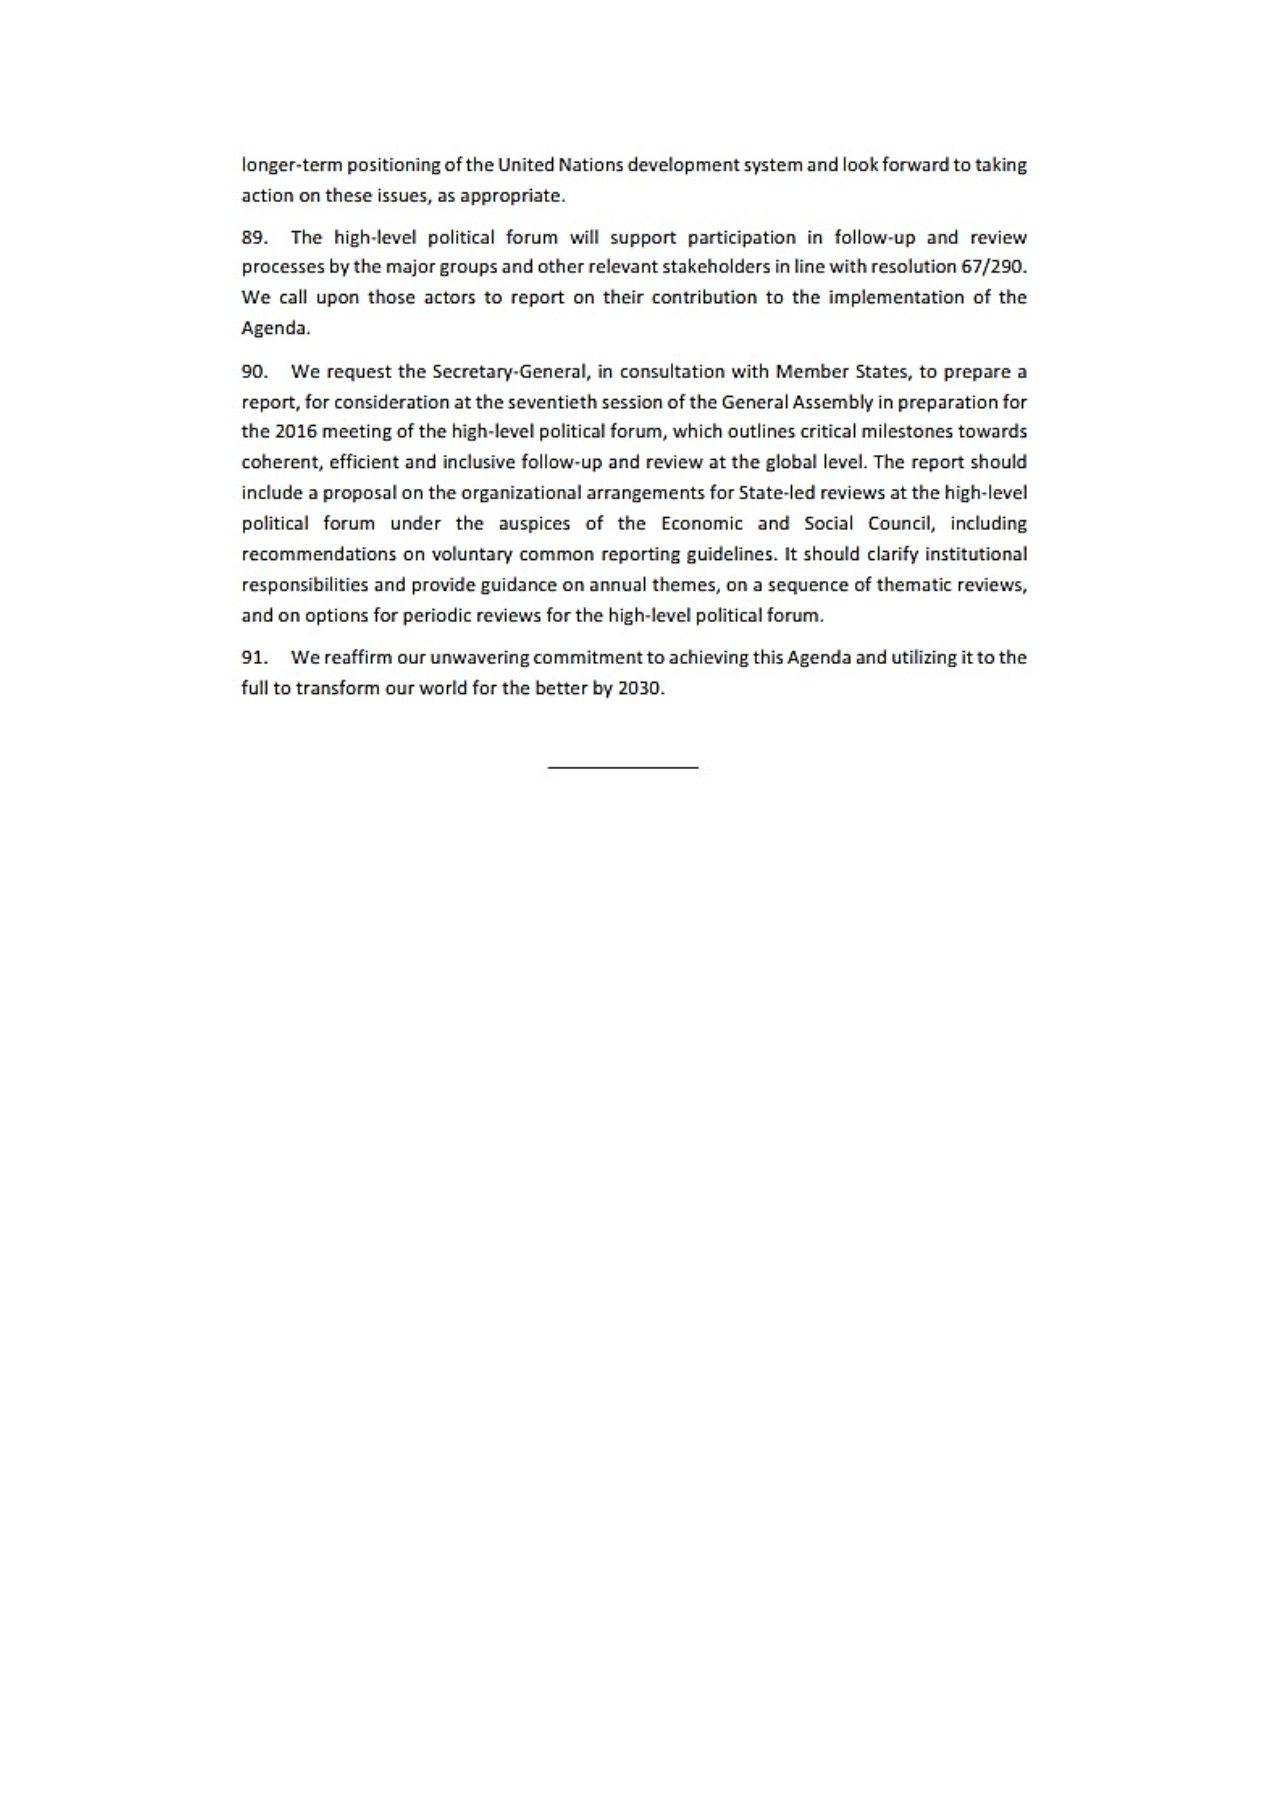 longer-term positioning of the United Nations development system and look forward to taking
action on these issues, as appropriate.
89. The high-level political forum will support participation in follow-up and review
processes by the major groups and other relevant stakeholders in line with resolution 67/290.
We call upon those actors to report on their contribution to the implementation of the
Agenda.
90. We request the Secretary-General, in consultation with Member States, to prepare a
report, for consideration at the seventieth session of the General Assembly in preparation for
the 2016 meeting of the high-level political forum, which outlines critical milestones towards
coherent, efficient and inclusive follow-up and review at the global level. The report should
include a proposal on the organizational arrangements for State-led reviews at the high-level
political forum under the auspices of the Economic and Social Council, including
recommendations on voluntary common reporting guidelines. It should clarify institutional
responsibilities and provide guidance on annual themes, on a sequence of thematic reviews,
and on options for periodic reviews for the high-level political forum.
91. We reaffirm our unwavering commitment to achieving this Agenda and utilizing it to the
full to transform our world for the better by 2030.